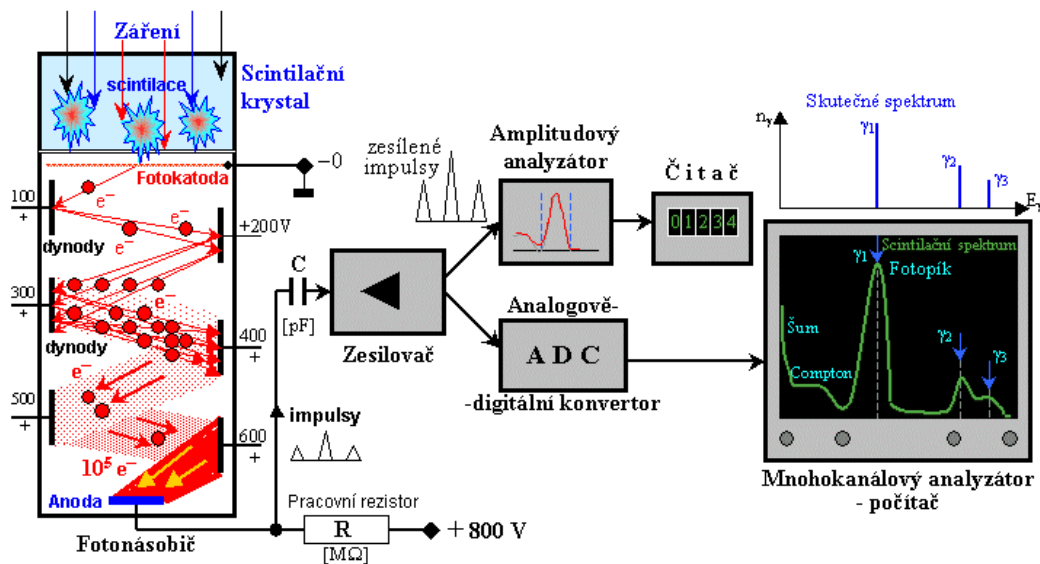 Záření
scintilace
Scintilační
krystal
Fotokatoda
−0
100
+
e⁻
e⁻
e⁻
dynody
+200V
300
+
e⁻
dynody
400
+
e⁻
500
+
600
+
10⁵ e⁻
Anoda
Fotonásobič
impulsy
Pracovní rezistor
R
[MΩ]
+ 800 V
C
[pF]
Zesilovač
zesílené
impulsy
Amplitudový
analyzátor
Čitač
01234
Analogově-
ADC
-digitální konvertor
Skutečné spektrum
nγ
γ1
γ2
γ3
Eγ
Scintilační spektrum
γ1
Fotopík
Šum
Compton
γ2
γ3
Mnohokanálový analyzátor
- počítač